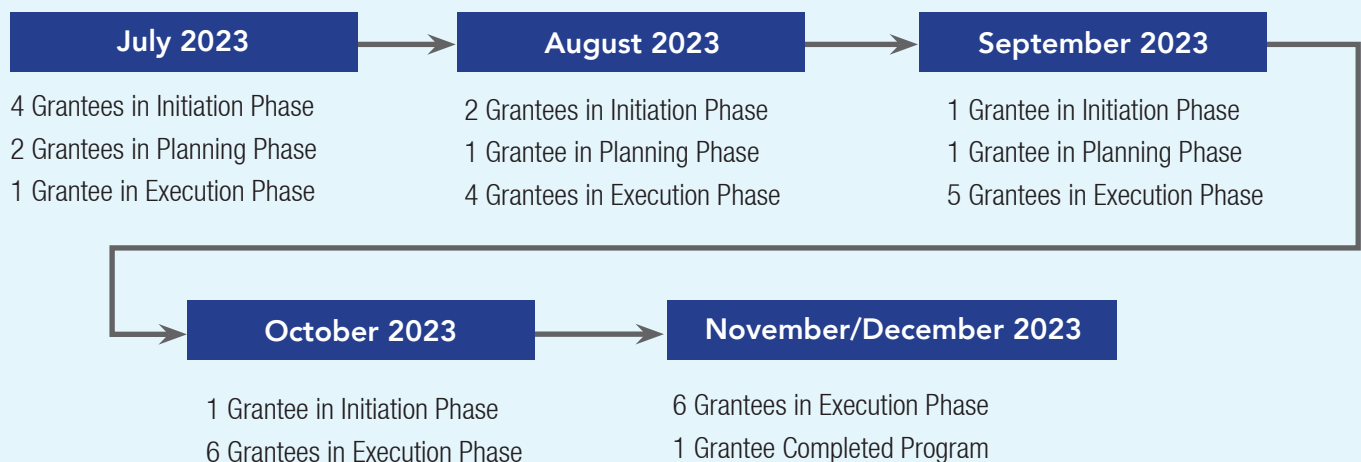 July 2023
4 Grantees in Initiation Phase
2 Grantees in Planning Phase
1 Grantee in Execution Phase
August 2023
2 Grantees in Initiation Phase
1 Grantee in Planning Phase
4 Grantees in Execution Phase
September 2023
1 Grantee in Initiation Phase
1 Grantee in Planning Phase
5 Grantees in Execution Phase
October 2023
1 Grantee in Initiation Phase
6 Grantees in Execution Phase
November/December 2023
6 Grantees in Execution Phase
1 Grantee Completed Program